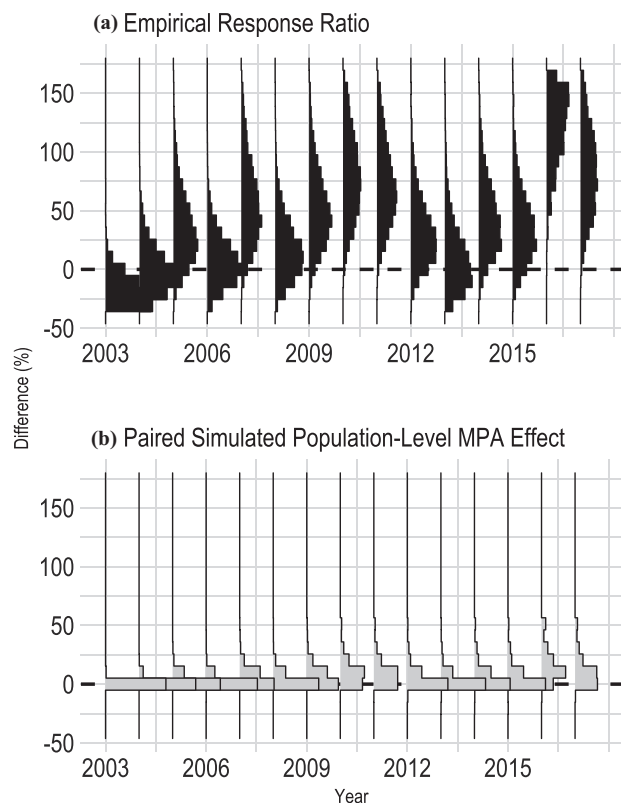 (a) Empirical Response Ratio
150
100
50
0
-50
2003 2006 2009 2012 2015
Difference (%)
(b) Paired Simulated Population-Level MPA Effect
150
100
50
0
-50
2003 2006 2009 2012 2015
Year